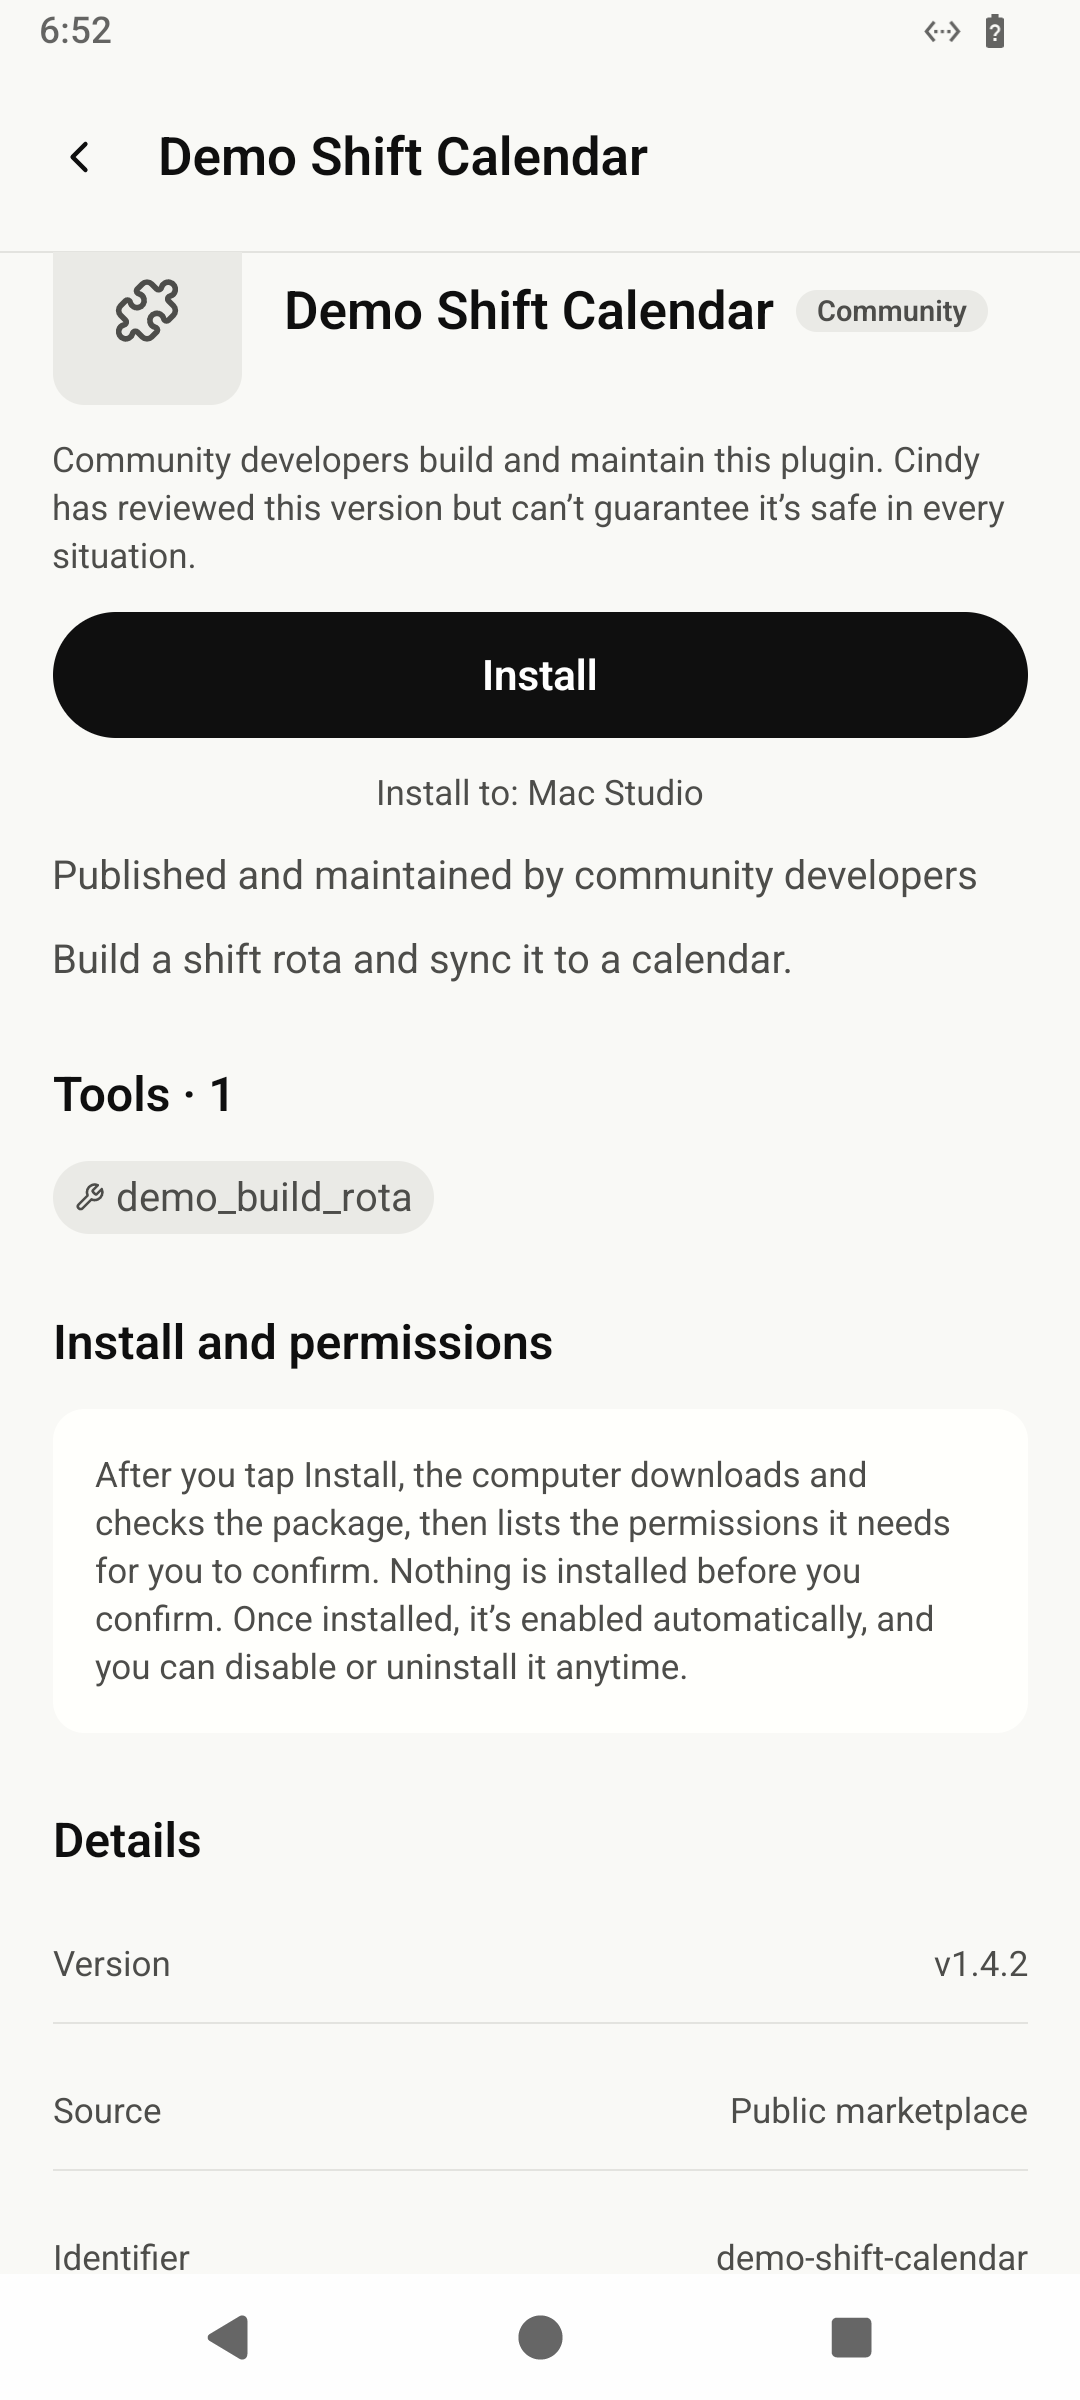 6:52
Demo Shift Calendar
Demo Shift Calendar
Community
Community developers build and maintain this plugin. Cindy
has reviewed this version but can’t guarantee it’s safe in every
situation.
Install
Install to: Mac Studio
Published and maintained by community developers
Build a shift rota and sync it to a calendar.
Tools · 1
demo_build_rota
Install and permissions
After you tap Install, the computer downloads and
checks the package, then lists the permissions it needs
for you to confirm. Nothing is installed before you
confirm. Once installed, it’s enabled automatically, and
you can disable or uninstall it anytime.
Details
Version
v1.4.2
Source
Public marketplace
Identifier
demo-shift-calendar